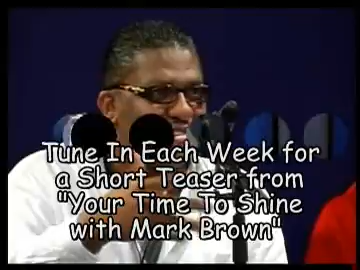 Tune In Each Week for
a Short Teaser from
"Your Time To Shine
with Mark Brown"